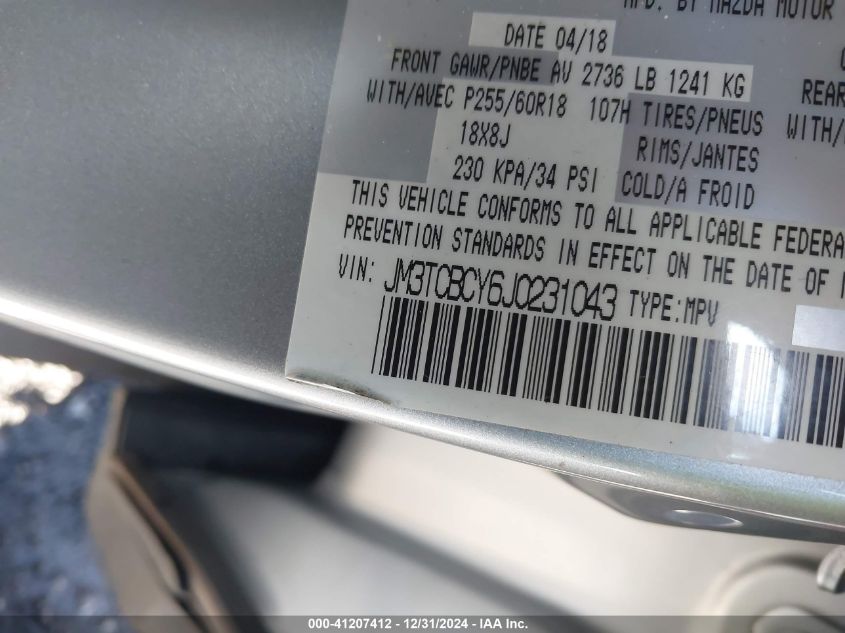 MFD. BY MAZDA MOTOR
DATE 04/18
FRONT GAWR/PNBE AV 2736 LB 1241 KG
WITH/AVEC P255/60R18 107H TIRES/PNEUS WITH/
18X8J RIMS/JANTES
230 KPA/34 PSI COLD/A FROID
REAR
THIS VEHICLE CONFORMS TO ALL APPLICABLE FEDERA
PREVENTION STANDARDS IN EFFECT ON THE DATE OF
VIN: JM3TCBCY6J0231043 TYPE:MPV
000-41207412 - 12/31/2024 - IAA Inc.